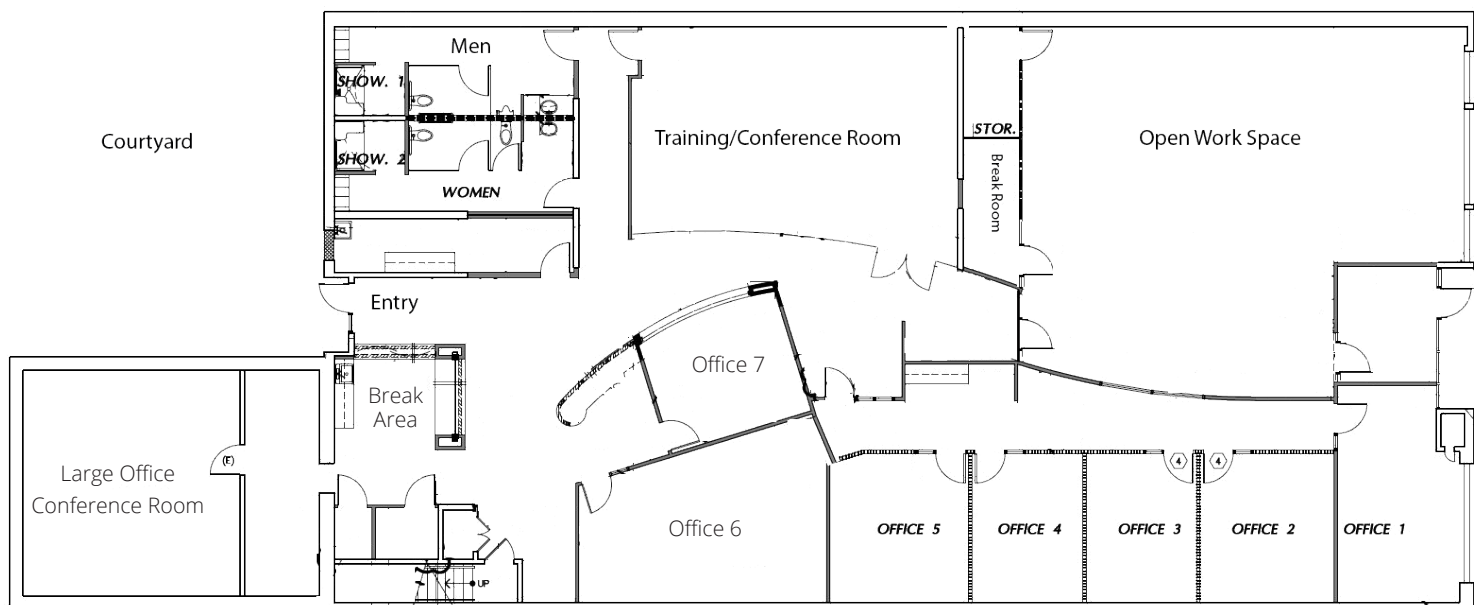 Men
SHOW. 1
Courtyard
Training/Conference Room
STOR.
Open Work Space
SHOW. 2
Break Room
WOMEN
Entry
Office 7
Break
Area
(E)
Large Office
Conference Room
4
4
Office 6
OFFICE 5
OFFICE 4
OFFICE 3
OFFICE 2
OFFICE 1
UP